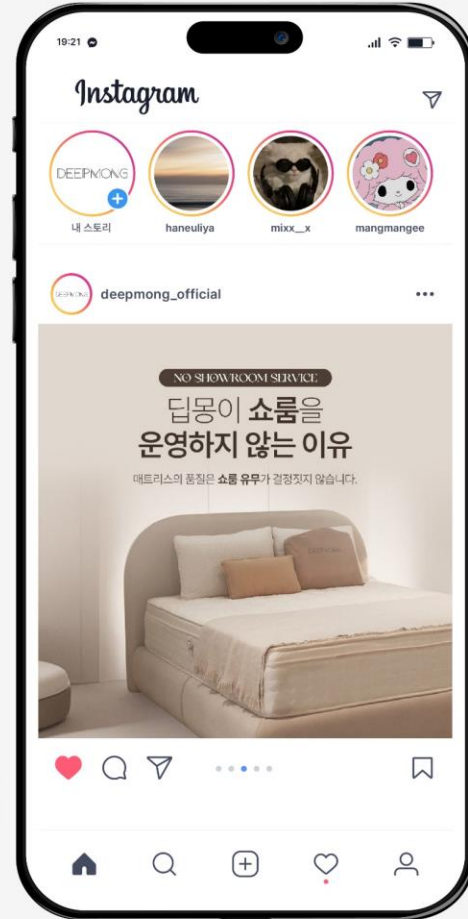 19:21
Instagram
DEEPMONG
내 스토리
haneuliya
mixx__x
mangmangee
DEEPMONG
deepmong_official
NO SHOWROOM SERVICE
딥몽이 쇼룸을
운영하지 않는 이유
매트리스의 품질은 쇼룸 유무가 결정짓지 않습니다.
DEEPMONG